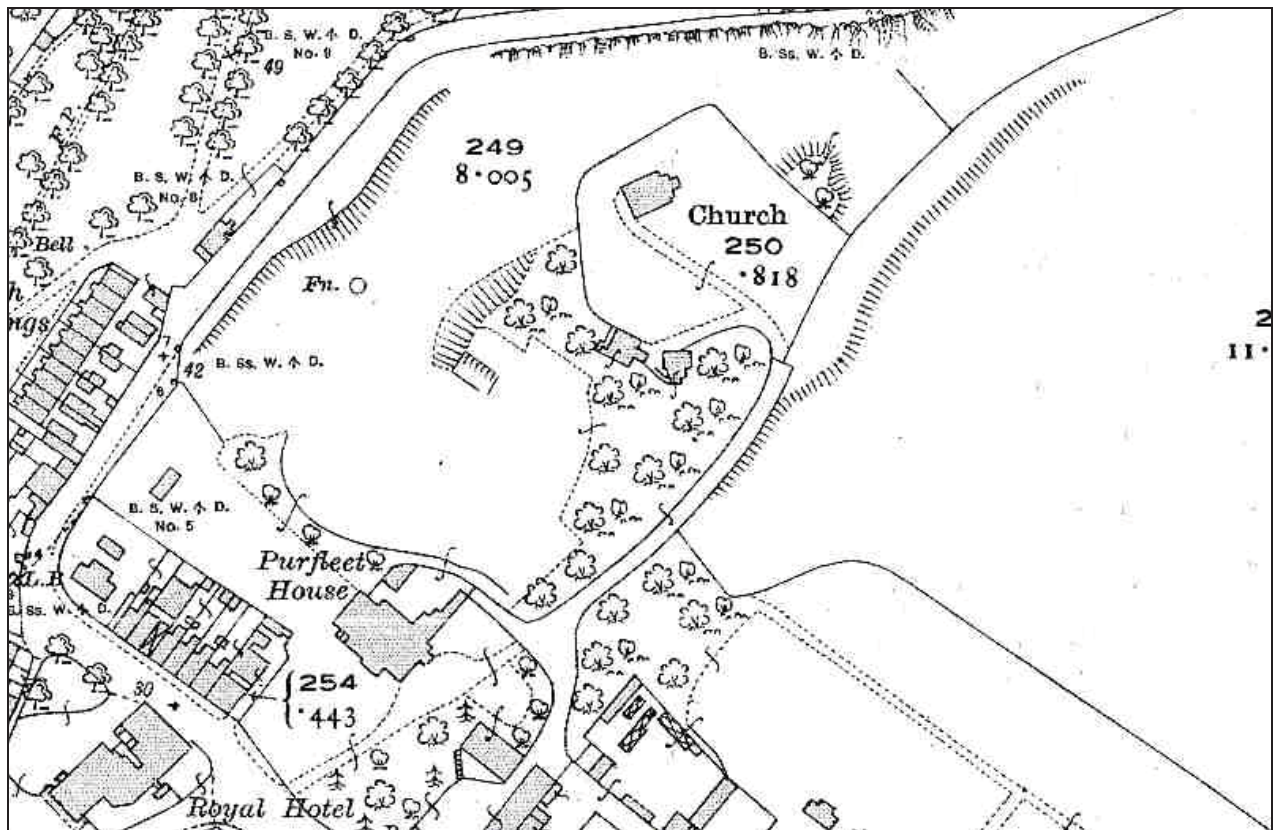 B. S. W. ↑ D.
No. 9
49
B. Ss. W. ↑ D.
F.P.
249
8·005
B. S. W. ↑ D.
No. 8
Church
250
·818
Bell
Fn.
ngs
2
11·
42
B. Ss. W. ↑ D.
B. S. W. ↑ D.
No. 5
Purfleet
House
L.B
Ss. W. ↑ D.
254
·443
30
Royal Hotel